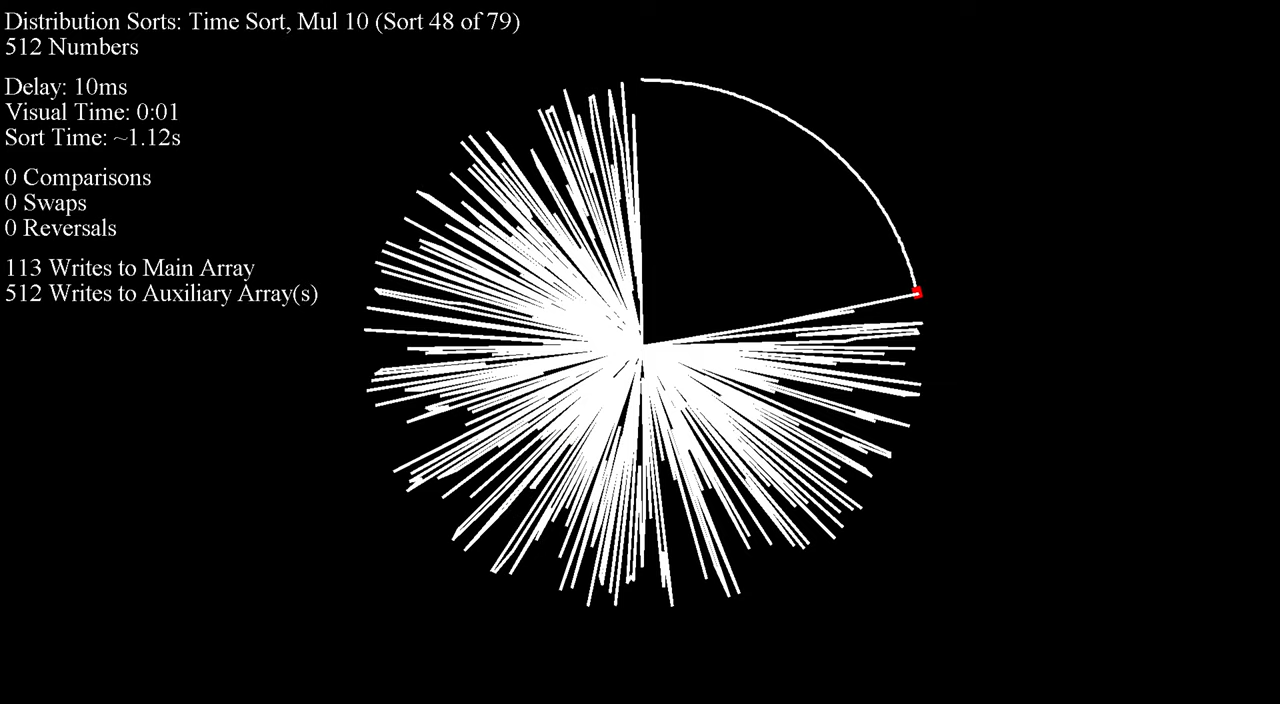 Distribution Sorts: Time Sort, Mul 10 (Sort 48 of 79)
512 Numbers
Delay: 10ms
Visual Time: 0:01
Sort Time: ~1.12s
0 Comparisons
0 Swaps
0 Reversals
113 Writes to Main Array
512 Writes to Auxiliary Array(s)